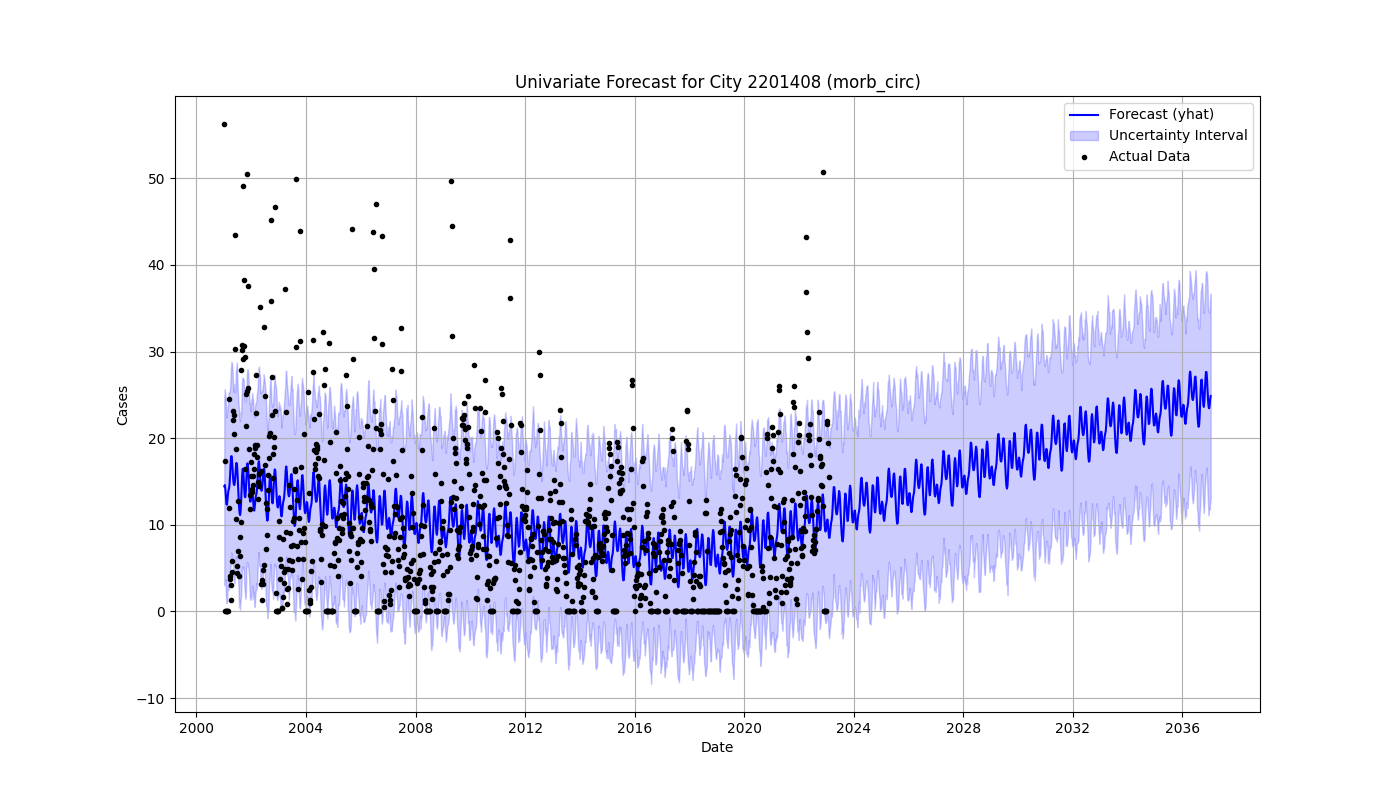 Univariate Forecast for City 2201408 (morb_circ)
Forecast (yhat)
Uncertainty Interval
Actual Data
Cases
50
40
30
20
10
0
−10
2000 2004 2008 2012 2016 2020 2024 2028 2032 2036
Date